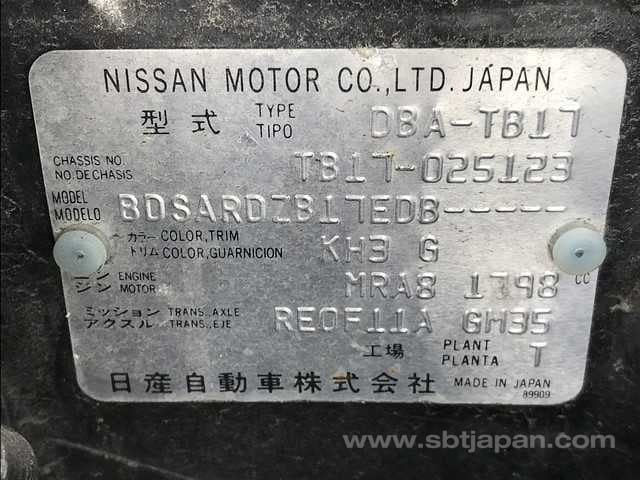 NISSAN MOTOR CO.,LTD. JAPAN
型式 TYPE TIPO DBA-TB17
CHASSIS NO. NO. DE CHASIS TB17-025123
MODEL MODELO BDSARDZB17EDB-----
カラー COLOR,TRIM KH3 G
トリム COLOR,GUARNICION
ENGINE MRA8 1798 CC
ジン MOTOR
ミッション TRANS.,AXLE RE0F11A GH35
アクスル TRANS.,EJE
工場 PLANT PLANTA T
日産自動車株式会社 MADE IN JAPAN
89909
www.sbtjapan.com